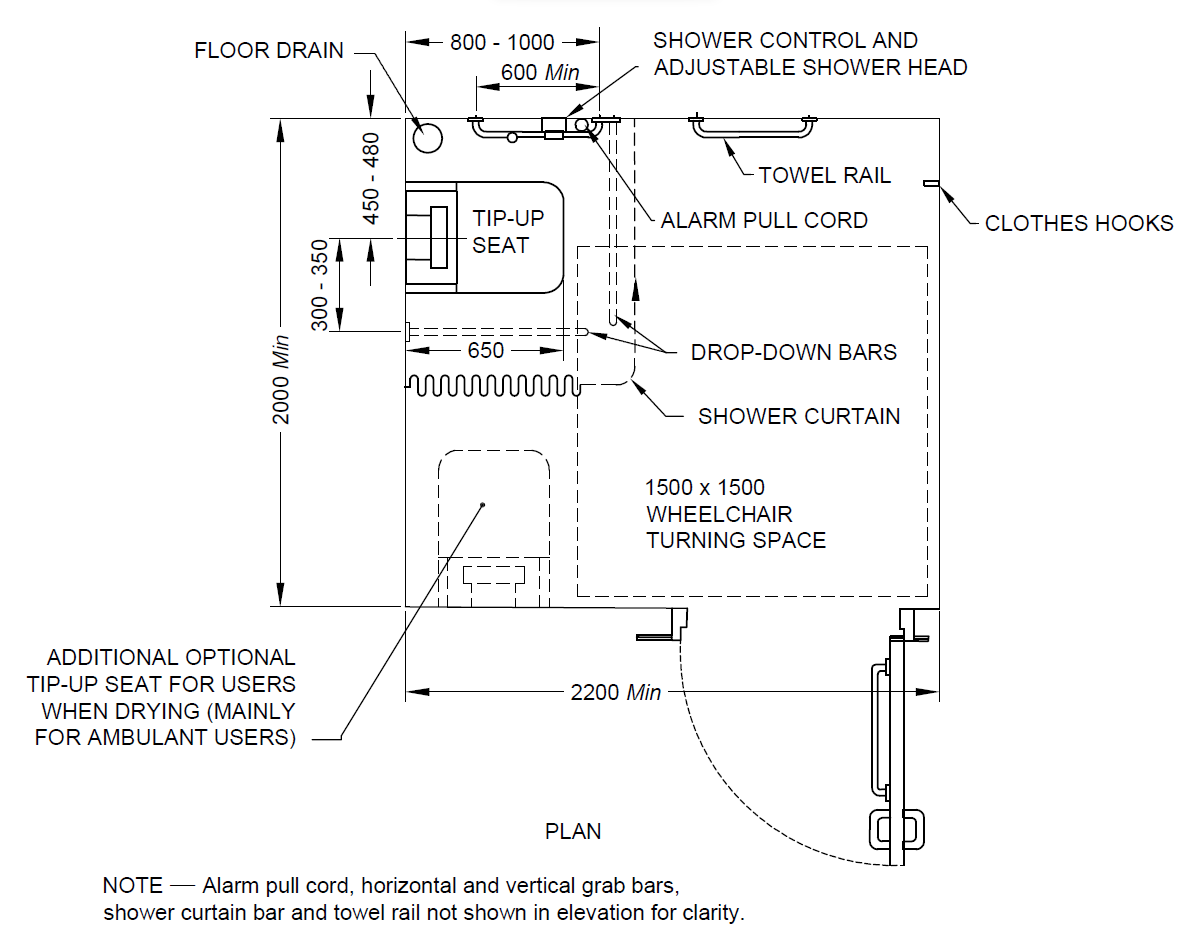 FLOOR DRAIN
800 - 1000
600 Min
SHOWER CONTROL AND
ADJUSTABLE SHOWER HEAD
450 - 480
TOWEL RAIL
TIP-UP
SEAT
ALARM PULL CORD
CLOTHES HOOKS
300 - 350
650
DROP-DOWN BARS
2000 Min
SHOWER CURTAIN
1500 x 1500
WHEELCHAIR
TURNING SPACE
ADDITIONAL OPTIONAL
TIP-UP SEAT FOR USERS
WHEN DRYING (MAINLY
FOR AMBULANT USERS)
2200 Min
PLAN
NOTE — Alarm pull cord, horizontal and vertical grab bars,
shower curtain bar and towel rail not shown in elevation for clarity.